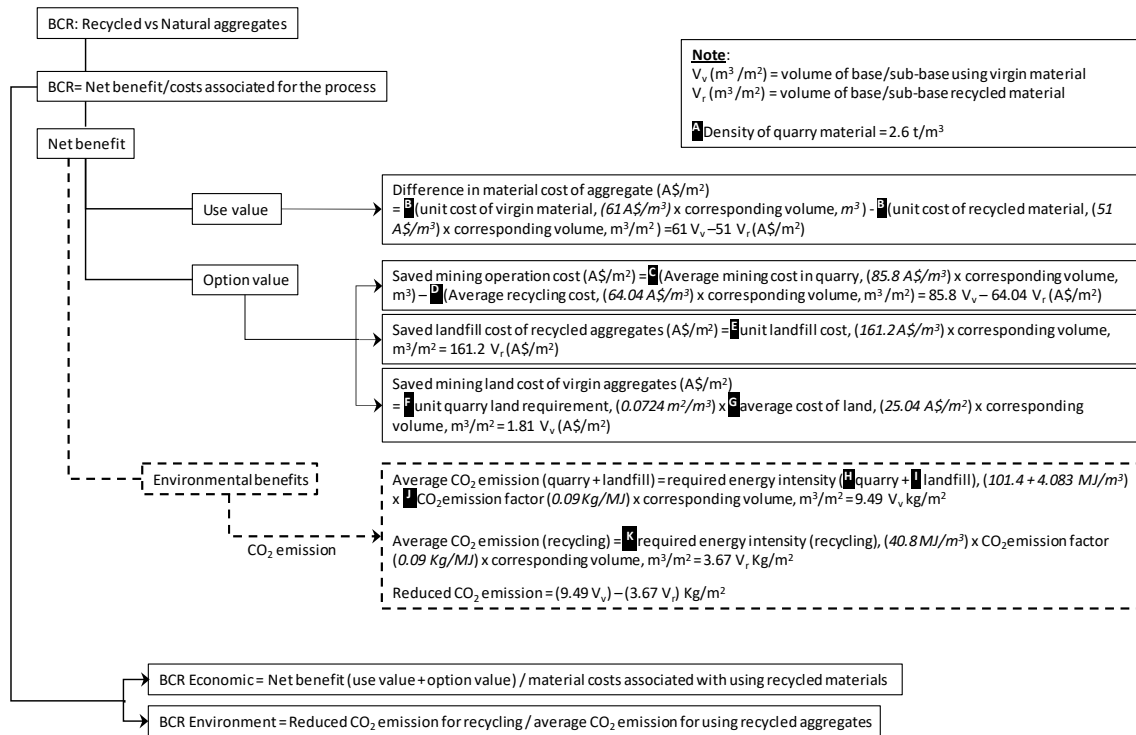 BCR: Recycled vs Natural aggregates
BCR= Net benefit/costs associated for the process
Net benefit
Note:
Vᵥ (m³ /m²) = volume of base/sub-base using virgin material
Vᵣ (m³/m²) = volume of base/sub-base recycled material
A Density of quarry material = 2.6 t/m³
Use value
Difference in material cost of aggregate (A$/m²)
= B (unit cost of virgin material, (61 A$/m³) x corresponding volume, m³ ) - B (unit cost of recycled material, (51
A$/m³) x corresponding volume, m³/m² ) =61 Vᵥ –51 Vᵣ (A$/m²)
Option value
Saved mining operation cost (A$/m²) = C (Average mining cost in quarry, (85.8 A$/m³) x corresponding volume,
m³) – D (Average recycling cost, (64.04 A$/m³) x corresponding volume, m³ /m²) = 85.8 Vᵥ – 64.04 Vᵣ (A$/m²)
Saved landfill cost of recycled aggregates (A$/m²) = E unit landfill cost, (161.2A$/m³) x corresponding volume,
m³/m² = 161.2 Vᵣ (A$/m²)
Saved mining land cost of virgin aggregates (A$/m²)
= F unit quarry land requirement, (0.0724 m²/m³) x G average cost of land, (25.04 A$/m²) x corresponding
volume, m³/m² = 1.81 Vᵥ (A$/m²)
Environmental benefits
CO₂ emission
Average CO₂ emission (quarry + landfill) = required energy intensity (H quarry + I landfill), (101.4 + 4.083 MJ/m³)
x J CO₂ emission factor (0.09 Kg/MJ) x corresponding volume, m³/m² = 9.49 Vᵥ kg/m²
Average CO₂ emission (recycling) = K required energy intensity (recycling), (40.8 MJ/m³) x CO₂ emission factor
(0.09 Kg/MJ) x corresponding volume, m³/m² = 3.67 Vᵣ Kg/m²
Reduced CO₂ emission = (9.49 Vᵥ) – (3.67 Vᵣ) Kg/m²
BCR Economic = Net benefit (use value + option value) / material costs associated with using recycled materials
BCR Environment = Reduced CO₂ emission for recycling / average CO₂ emission for using recycled aggregates